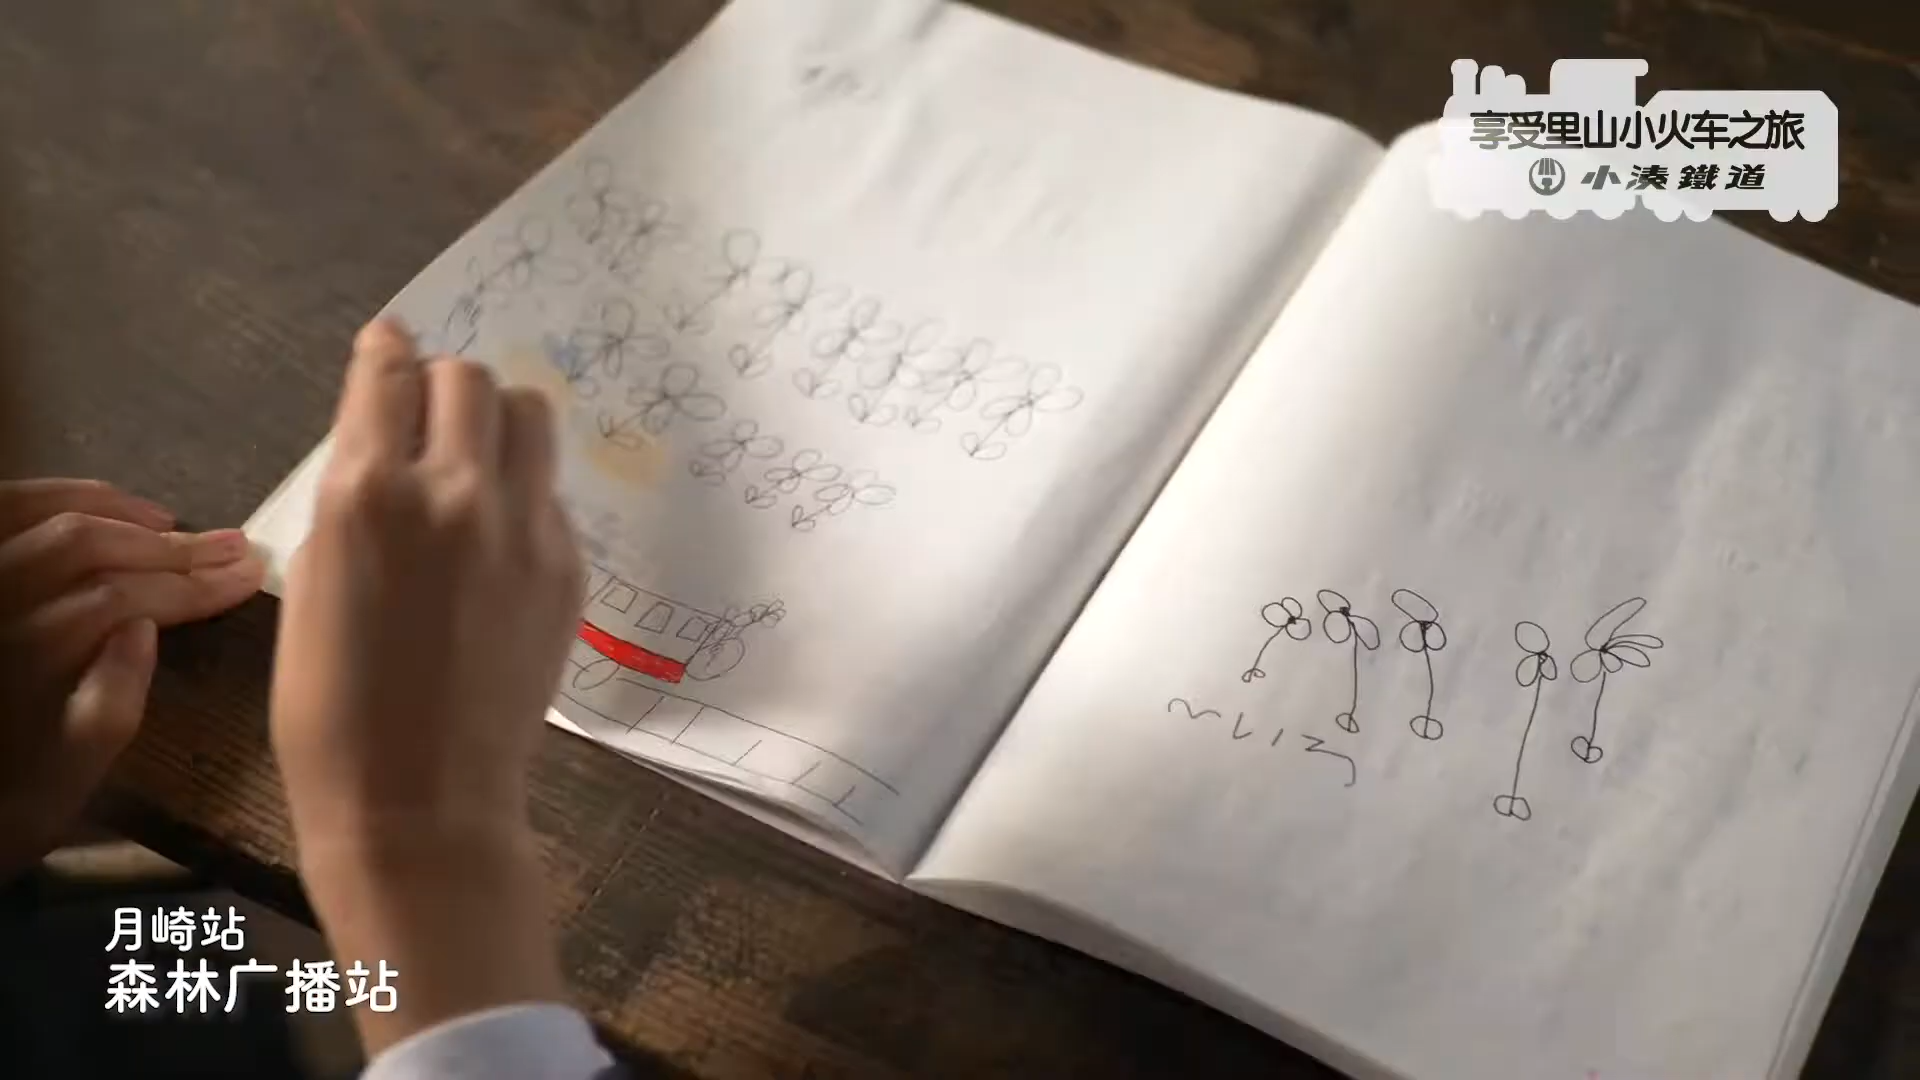 享受里山小火车之旅
小湊鐵道
月崎站
森林广播站